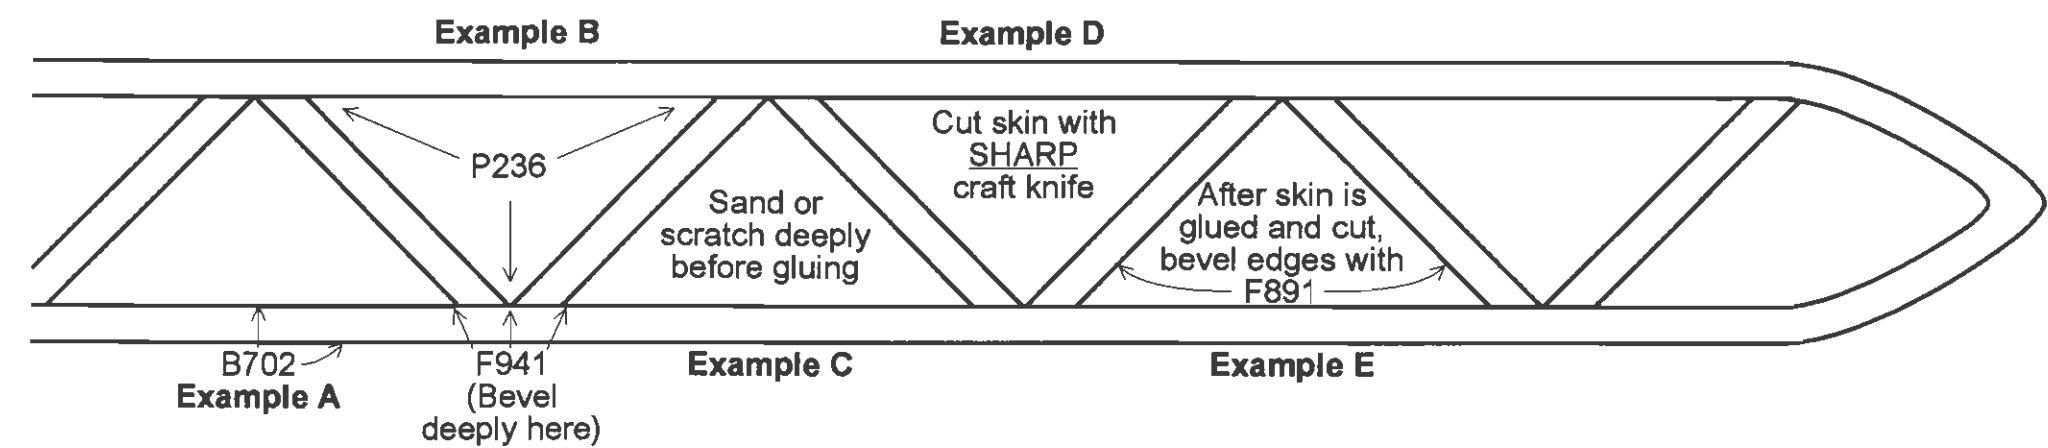 Example B
Example D
P236
Cut skin with
SHARP
craft knife
Sand or
scratch deeply
before gluing
After skin is
glued and cut,
bevel edges with
F891
B702
Example A
F941
(Bevel
deeply here)
Example C
Example E